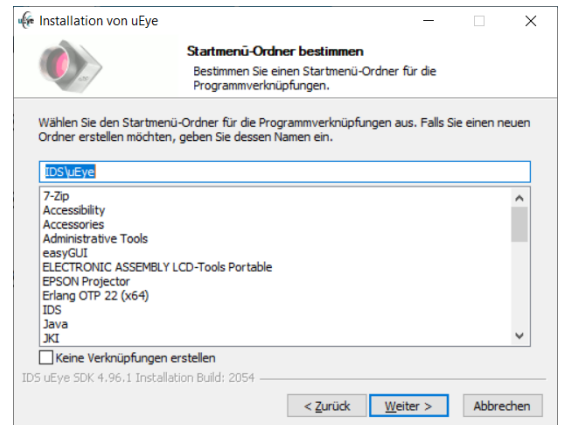 Installation von uEye
Startmenü-Ordner bestimmen
Bestimmen Sie einen Startmenü-Ordner für die
Programmverknüpfungen.
Wählen Sie den Startmenü-Ordner für die Programmverknüpfungen aus. Falls Sie einen neuen
Ordner erstellen möchten, geben Sie dessen Namen ein.
IDS\uEye
7-Zip
Accessibility
Accessories
Administrative Tools
easyGUI
ELECTRONIC ASSEMBLY LCD-Tools Portable
EPSON Projector
Erlang OTP 22 (x64)
IDS
Java
JKI
Keine Verknüpfungen erstellen
IDS uEye SDK 4.96.1 Installation Build: 2054
< Zurück Weiter > Abbrechen